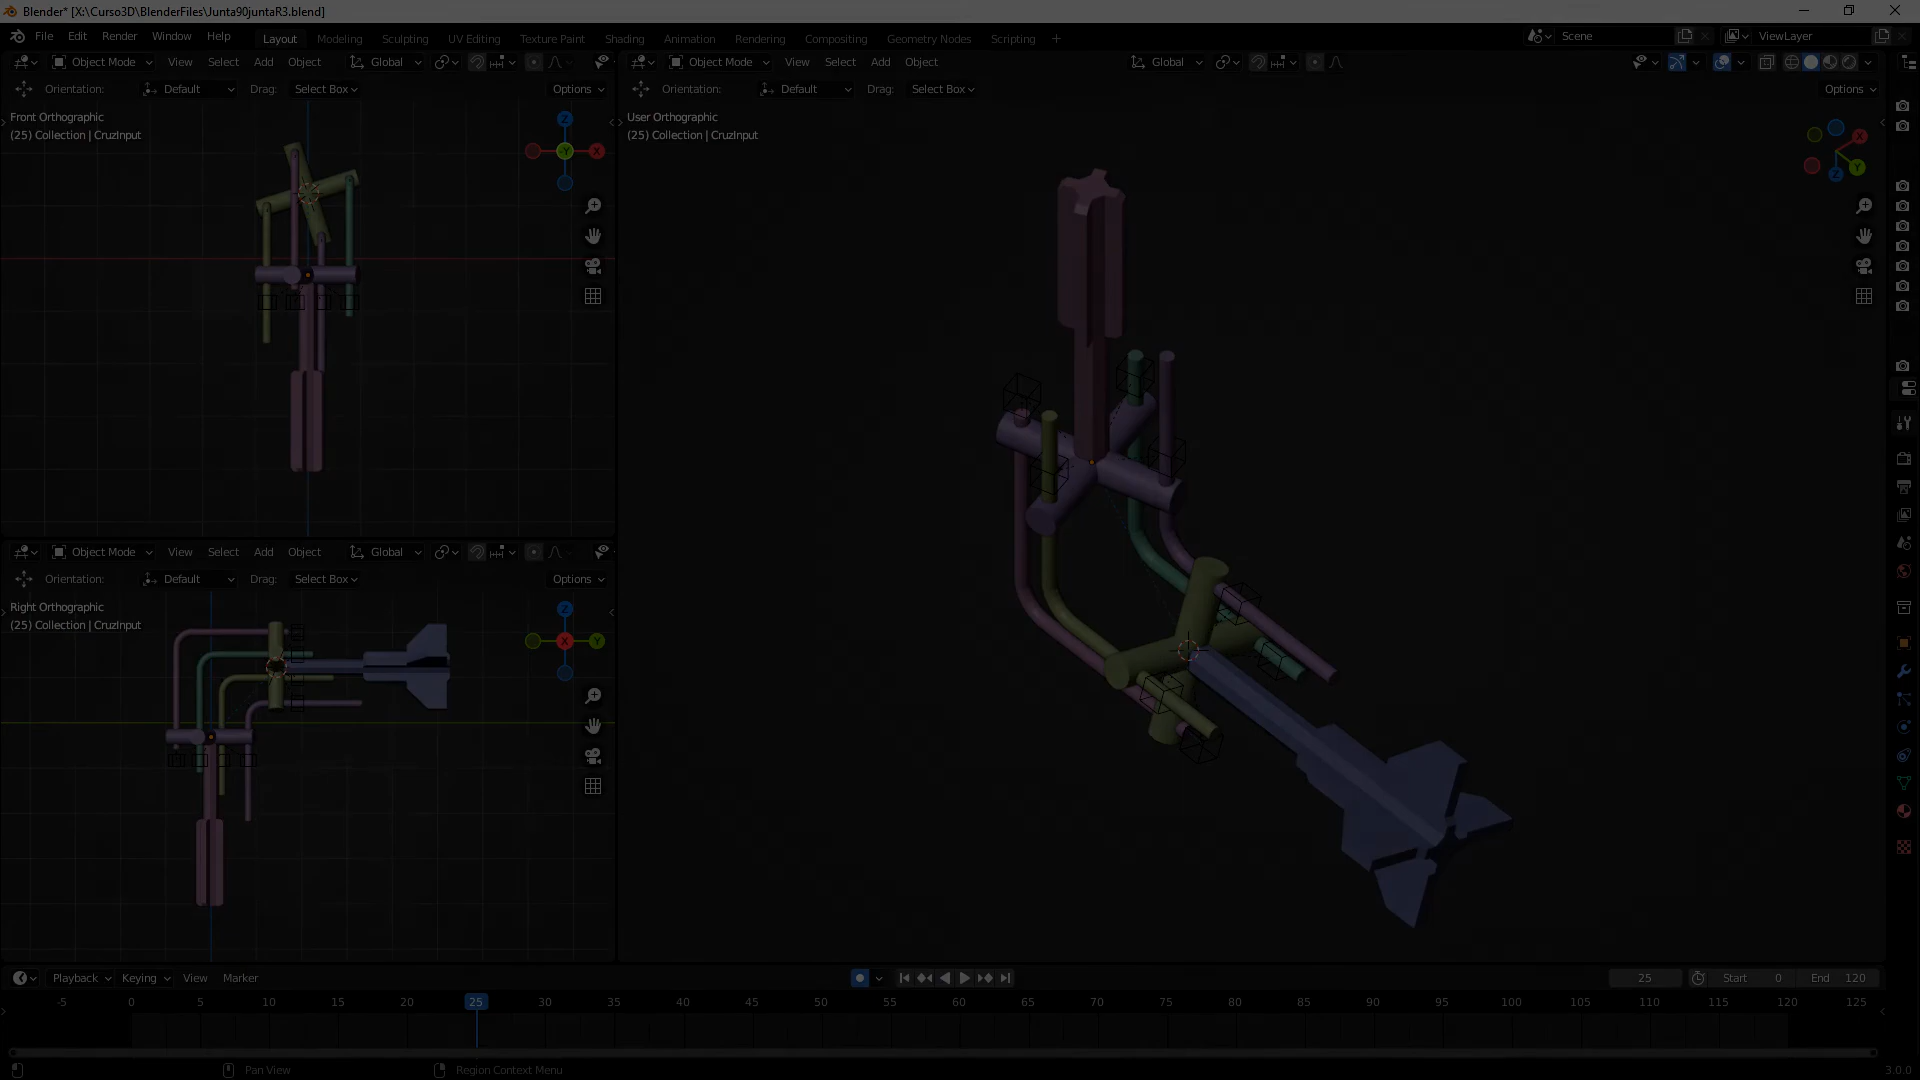 Blender* [X:\Curso3D\BlenderFiles\Junta90juntaR3.blend]
File Edit Render Window Help
Layout Modeling Sculpting UV Editing Texture Paint Shading Animation Rendering Compositing Geometry Nodes Scripting +
Scene ViewLayer
Object Mode View Select Add Object Global
Orientation: Default Drag: Select Box Options
Front Orthographic
(25) Collection | CruzInput
Z
Y X
Object Mode View Select Add Object Global
Orientation: Default Drag: Select Box Options
User Orthographic
(25) Collection | CruzInput
X
Y
Z
Object Mode View Select Add Object Global
Orientation: Default Drag: Select Box Options
Right Orthographic
(25) Collection | CruzInput
Z
X Y
Playback Keying View Marker
25 Start 0 End 120
-5 0 5 10 15 20 25 30 35 40 45 50 55 60 65 70 75 80 85 90 95 100 105 110 115 120 125
Pan View Region Context Menu 3.0.0